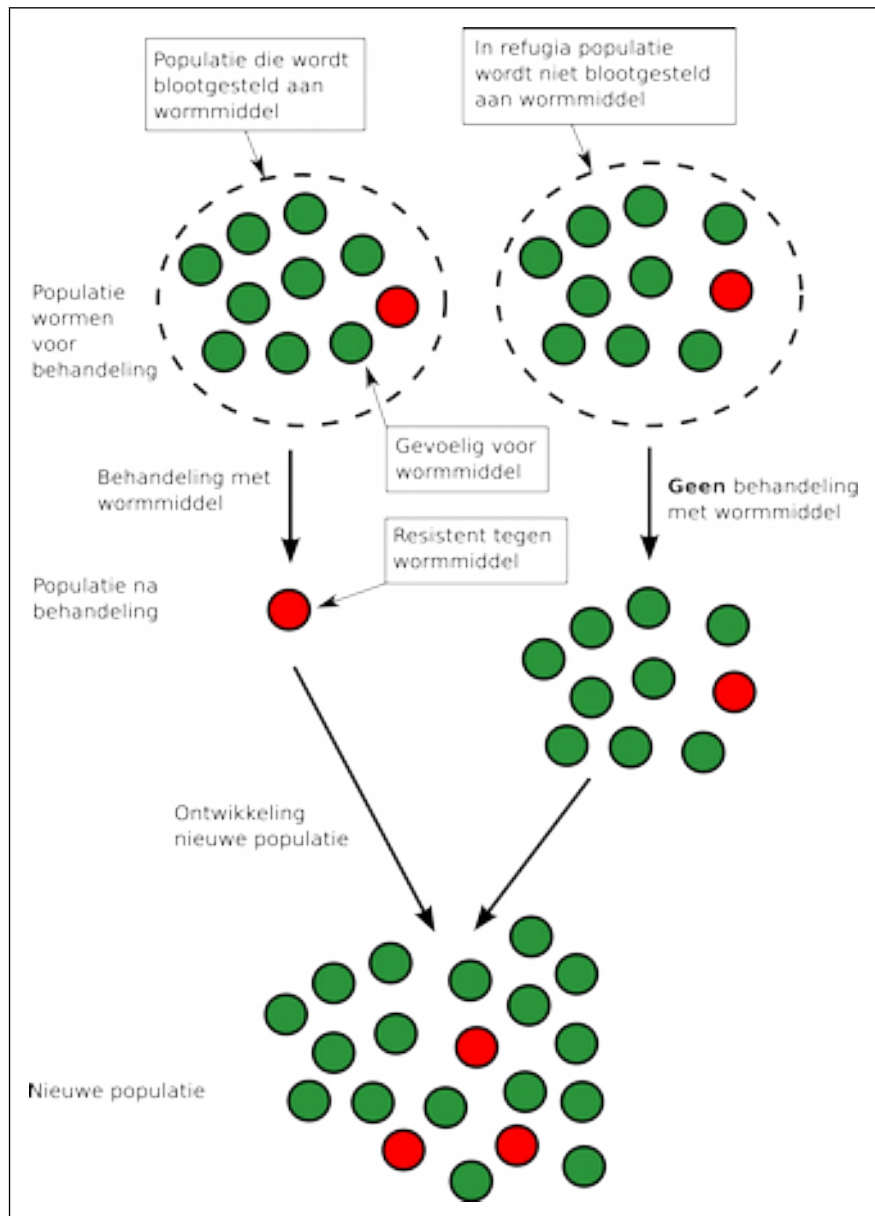 Populatie die wordt
blootgesteld aan
wormmiddel
In refugia populatie
wordt niet blootgesteld
aan wormmiddel
Populatie
wormen
voor
behandeling
Gevoelig voor
wormmiddel
Behandeling met
wormmiddel
Geen behandeling
met wormmiddel
Resistent tegen
wormmiddel
Populatie na
behandeling
Ontwikkeling
nieuwe populatie
Nieuwe populatie